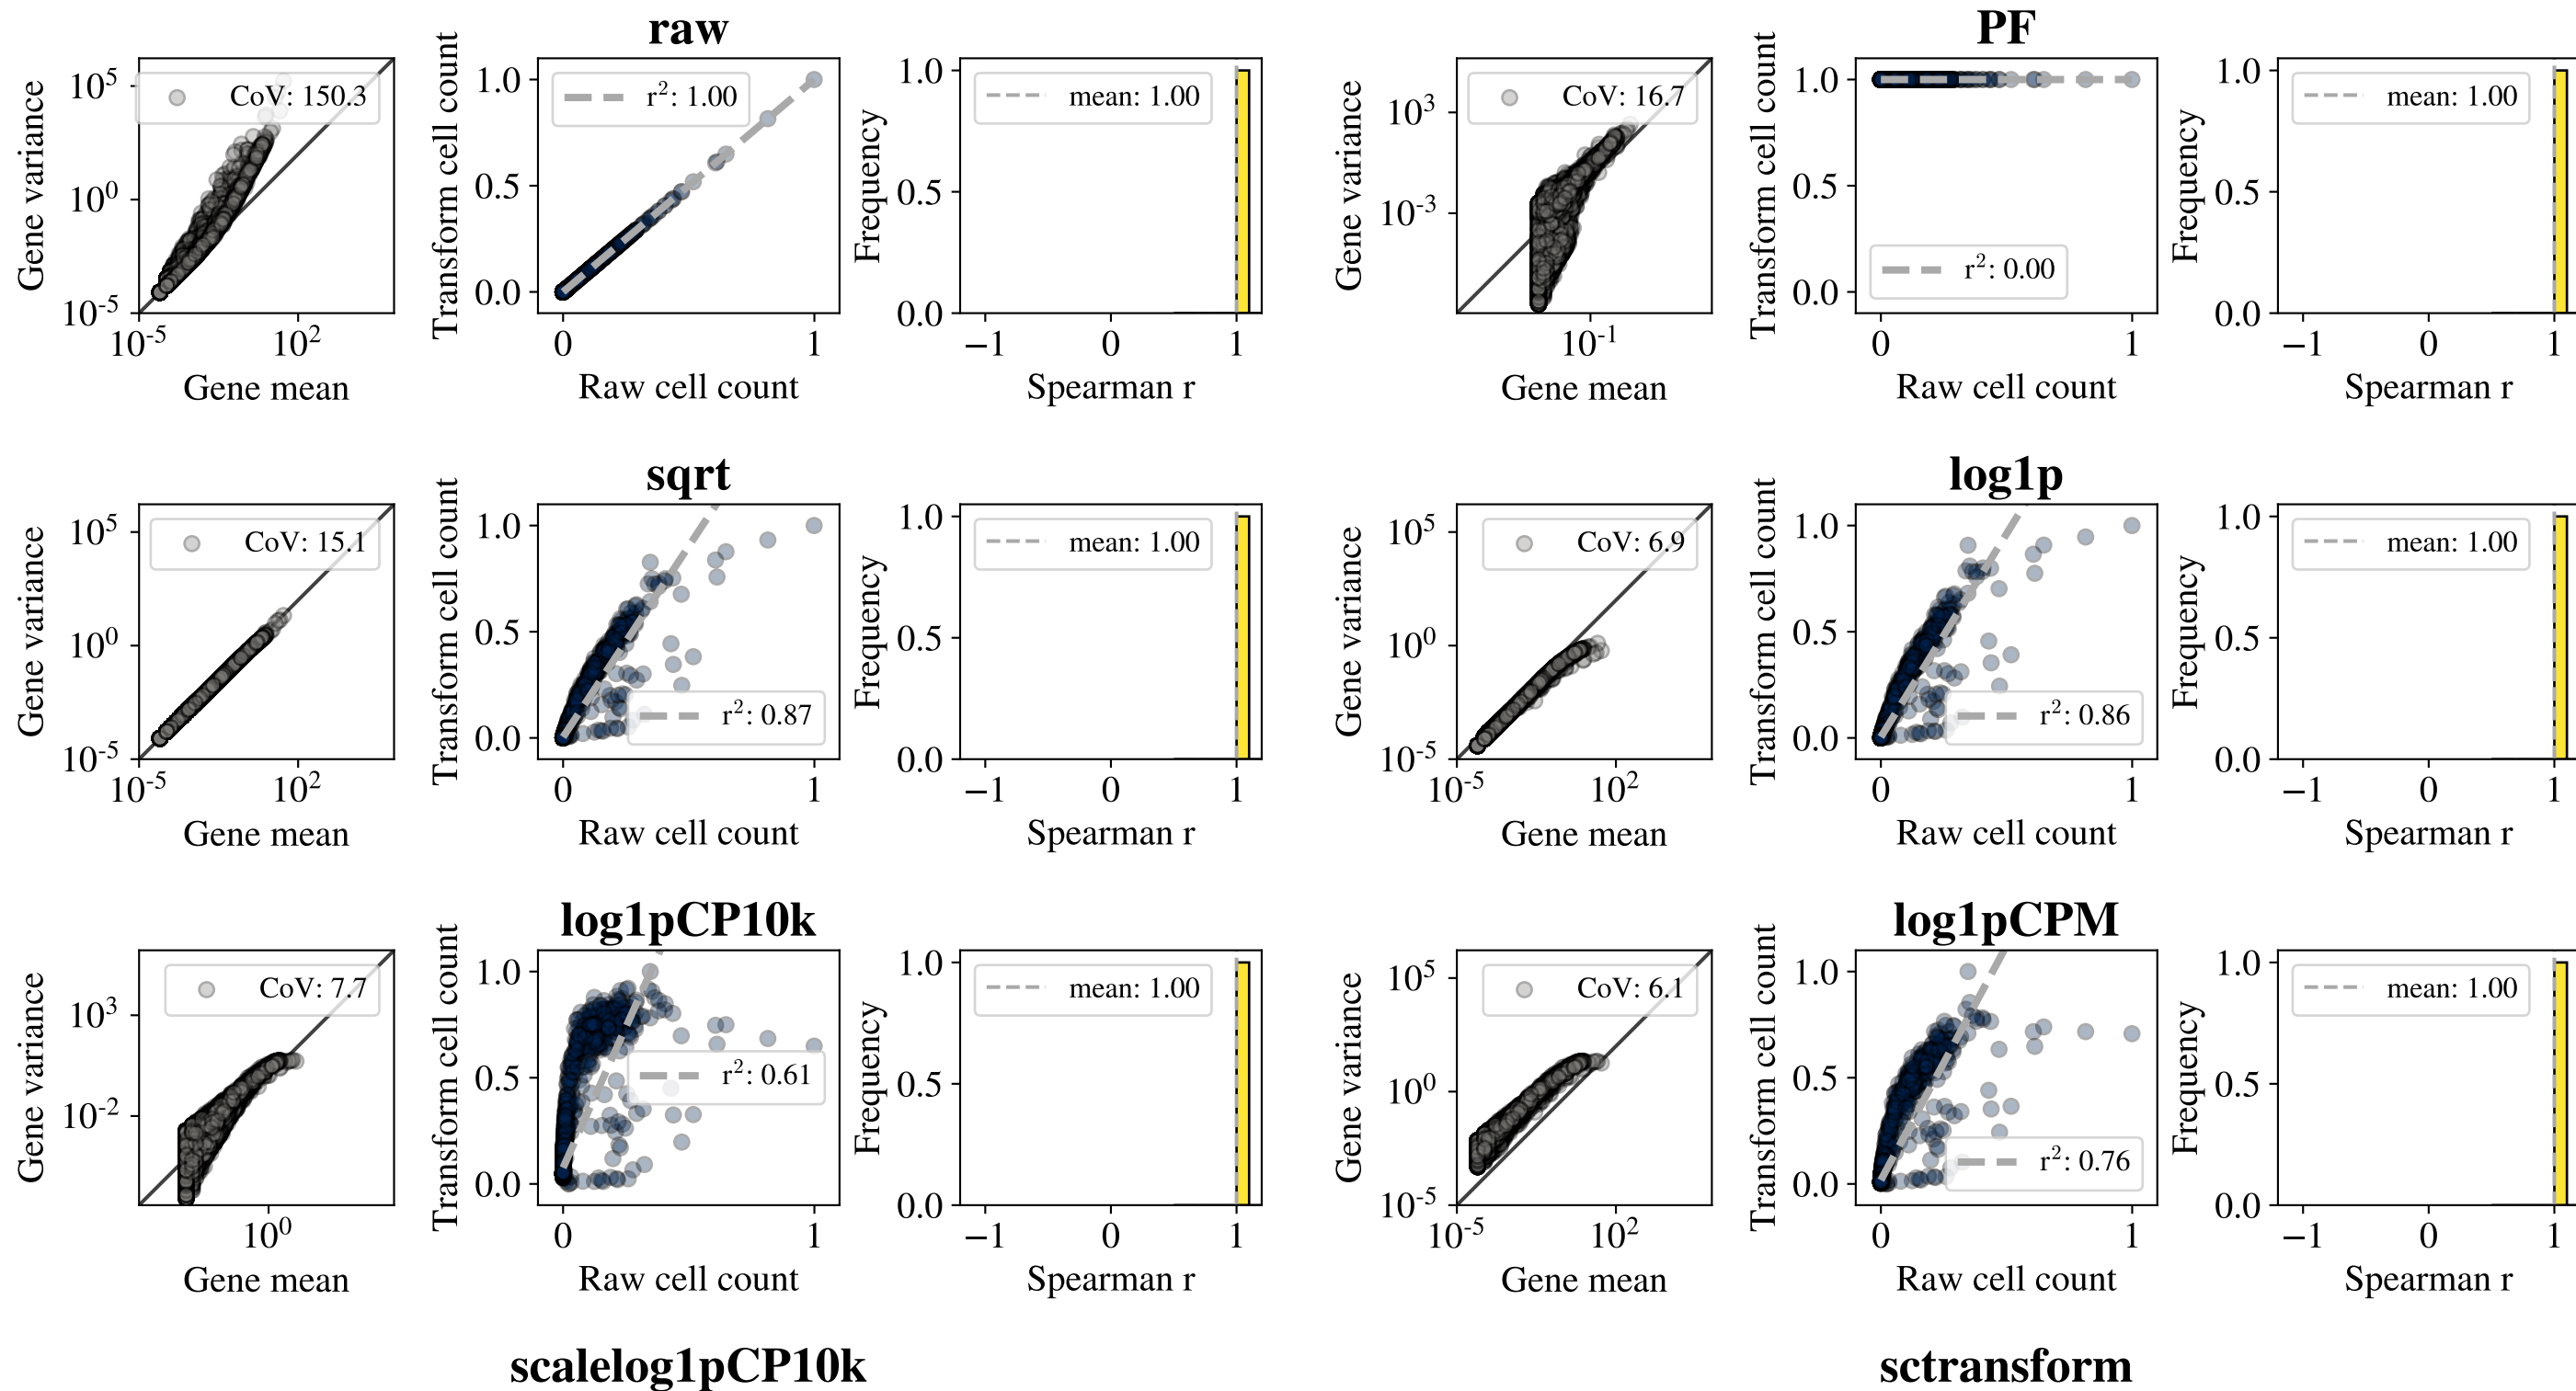 raw
Gene variance
10^5
10^0
10^-5
CoV: 150.3
10^-5
10^2
Gene mean
Transform cell count
1.0
0.5
0.0
r^2: 1.00
0
1
Raw cell count
Frequency
1.0
0.5
0.0
mean: 1.00
−1
0
1
Spearman r
PF
Gene variance
10^3
10^-3
CoV: 16.7
10^-1
Gene mean
Transform cell count
1.0
0.5
0.0
r^2: 0.00
0
1
Raw cell count
Frequency
1.0
0.5
0.0
mean: 1.00
−1
0
1
Spearman r
sqrt
Gene variance
10^5
10^0
10^-5
CoV: 15.1
10^-5
10^2
Gene mean
Transform cell count
1.0
0.5
0.0
r^2: 0.87
0
1
Raw cell count
Frequency
1.0
0.5
0.0
mean: 1.00
−1
0
1
Spearman r
log1p
Gene variance
10^5
10^0
10^-5
CoV: 6.9
10^-5
10^2
Gene mean
Transform cell count
1.0
0.5
0.0
r^2: 0.86
0
1
Raw cell count
Frequency
1.0
0.5
0.0
mean: 1.00
−1
0
1
Spearman r
log1pCP10k
Gene variance
10^3
10^-2
CoV: 7.7
10^0
Gene mean
Transform cell count
1.0
0.5
0.0
r^2: 0.61
0
1
Raw cell count
Frequency
1.0
0.5
0.0
mean: 1.00
−1
0
1
Spearman r
log1pCPM
Gene variance
10^5
10^0
10^-5
CoV: 6.1
10^-5
10^2
Gene mean
Transform cell count
1.0
0.5
0.0
r^2: 0.76
0
1
Raw cell count
Frequency
1.0
0.5
0.0
mean: 1.00
−1
0
1
Spearman r
scalelog1pCP10k
sctransform